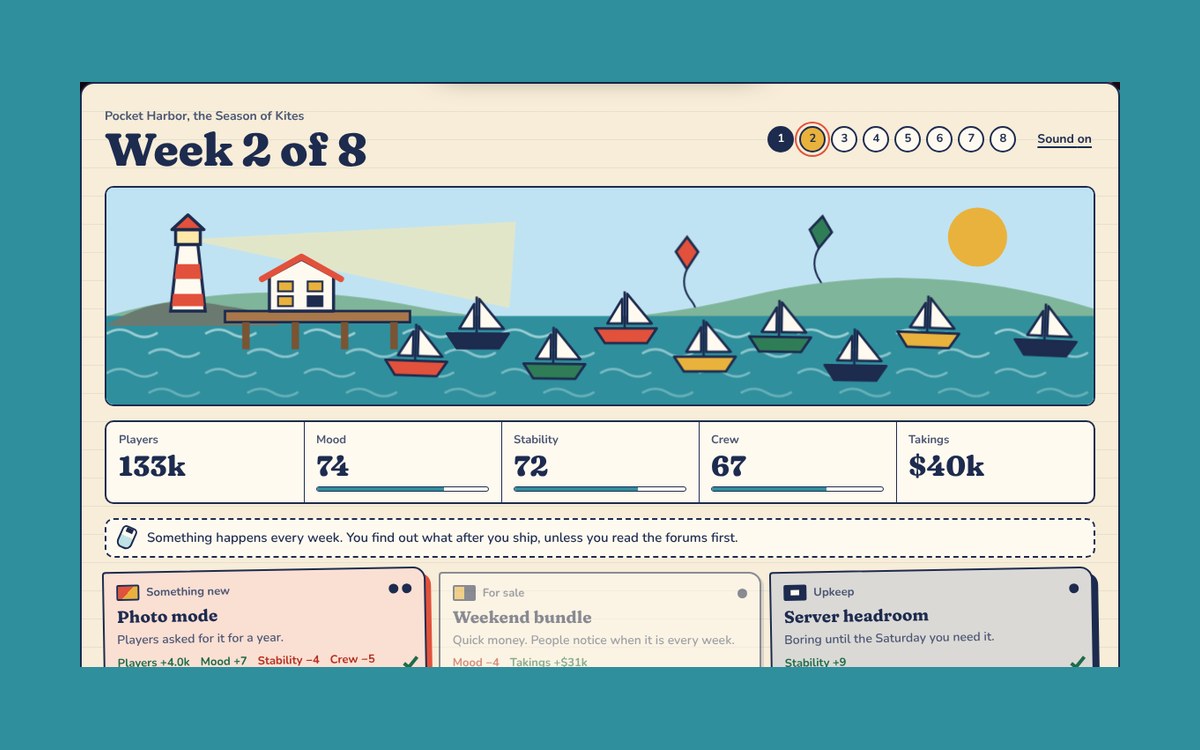 Pocket Harbor, the Season of Kites
Week 2 of 8
1 2 3 4 5 6 7 8
Sound on
Players
133k
Mood
74
Stability
72
Crew
67
Takings
$40k
Something happens every week. You find out what after you ship, unless you read the forums first.
Something new
Photo mode
Players asked for it for a year.
Players +4.0k Mood +7 Stability −4 Crew −5
For sale
Weekend bundle
Quick money. People notice when it is every week.
Mood −4 Takings +$31k
Upkeep
Server headroom
Boring until the Saturday you need it.
Stability +9